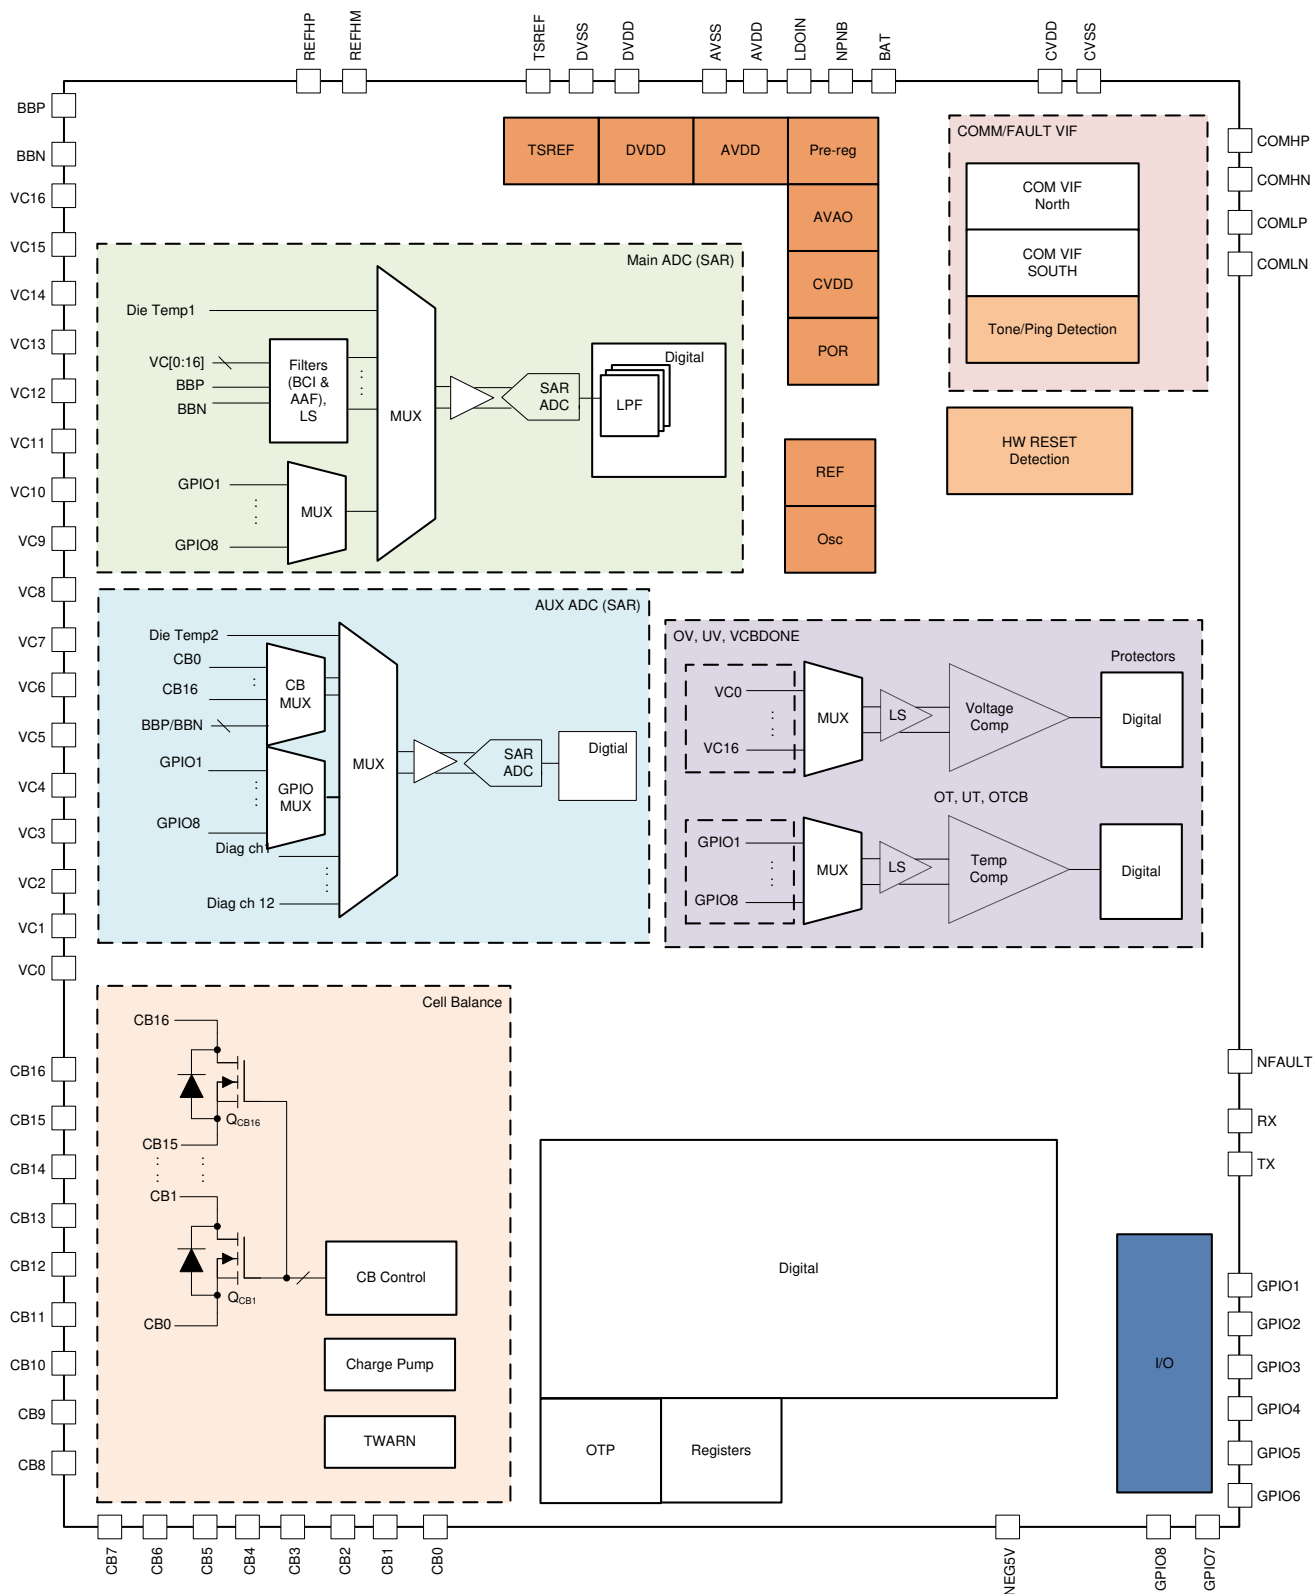 REFHP
REFHM
TSREF
DVSS
DVDD
AVSS
AVDD
LDOIN
NPNB
BAT
CVDD
CVSS
BBP
BBN
VC16
VC15
VC14
VC13
VC12
VC11
VC10
VC9
VC8
VC7
VC6
VC5
VC4
VC3
VC2
VC1
VC0
CB16
CB15
CB14
CB13
CB12
CB11
CB10
CB9
CB8
TSREF
DVDD
AVDD
Pre-reg
AVAO
CVDD
POR
REF
Osc
COMM/FAULT VIF
COM VIF
North
COM VIF
SOUTH
Tone/Ping Detection
HW RESET
Detection
COMHP
COMHN
COMLP
COMLN
Main ADC (SAR)
Die Temp1
VC[0:16]
BBP
BBN
Filters
(BCI &
AAF),
LS
GPIO1
GPIO8
MUX
MUX
SAR
ADC
Digital
LPF
AUX ADC (SAR)
Die Temp2
CB0
CB16
BBP/BBN
CB
MUX
GPIO1
GPIO8
GPIO
MUX
Diag ch1
Diag ch 12
MUX
SAR
ADC
Digtial
OV, UV, VCBDONE
Protectors
VC0
VC16
MUX
LS
Voltage
Comp
Digital
OT, UT, OTCB
GPIO1
GPIO8
MUX
LS
Temp
Comp
Digital
Cell Balance
CB16
QCB16
CB15
CB1
QCB1
CB0
CB Control
Charge Pump
TWARN
Digital
OTP
Registers
I/O
NFAULT
RX
TX
GPIO1
GPIO2
GPIO3
GPIO4
GPIO5
GPIO6
CB7
CB6
CB5
CB4
CB3
CB2
CB1
CB0
NEG5V
GPIO8
GPIO7